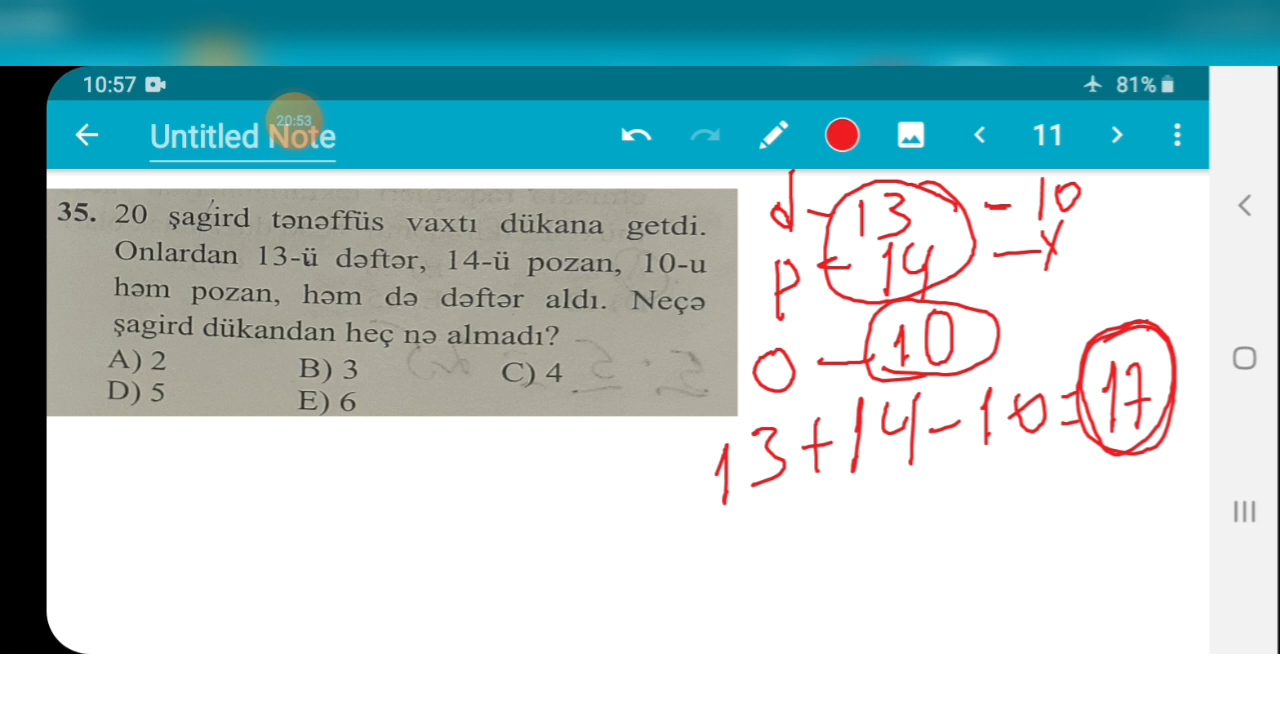 10:57 81%
20:53
Untitled Note 11
35. 20 şagird tənəffüs vaxtı dükana getdi.
Onlardan 13-ü dəftər, 14-ü pozan, 10-u
həm pozan, həm də dəftər aldı. Neçə
şagird dükandan heç nə almadı?
A) 2 B) 3 C) 4
D) 5 E) 6
d - 13 - 10
p - 14
O - 10
13 + 14 - 10 = 17